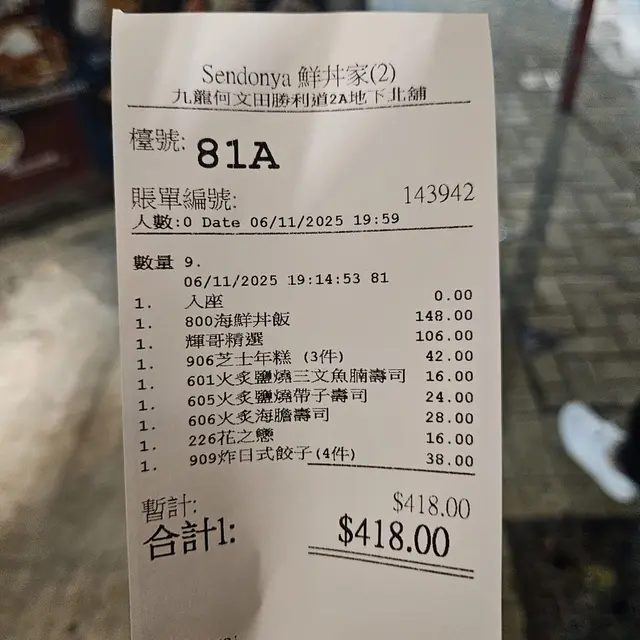 Sendonya 鮮丼家(2)
九龍何文田勝利道2A地下北舖
檯號: 81A
賬單編號: 143942
人數:0 Date 06/11/2025 19:59
數量 9.
06/11/2025 19:14:53 81
1. 入座 0.00
1. 800海鮮丼飯 148.00
1. 輝哥精選 106.00
1. 906芝士年糕 (3件) 42.00
1. 601火炙鹽燒三文魚腩壽司 16.00
1. 605火炙鹽燒帶子壽司 24.00
1. 606火炙海膽壽司 28.00
1. 226花之戀 16.00
1. 909炸日式餃子(4件) 38.00
暫計: $418.00
合計1: $418.00